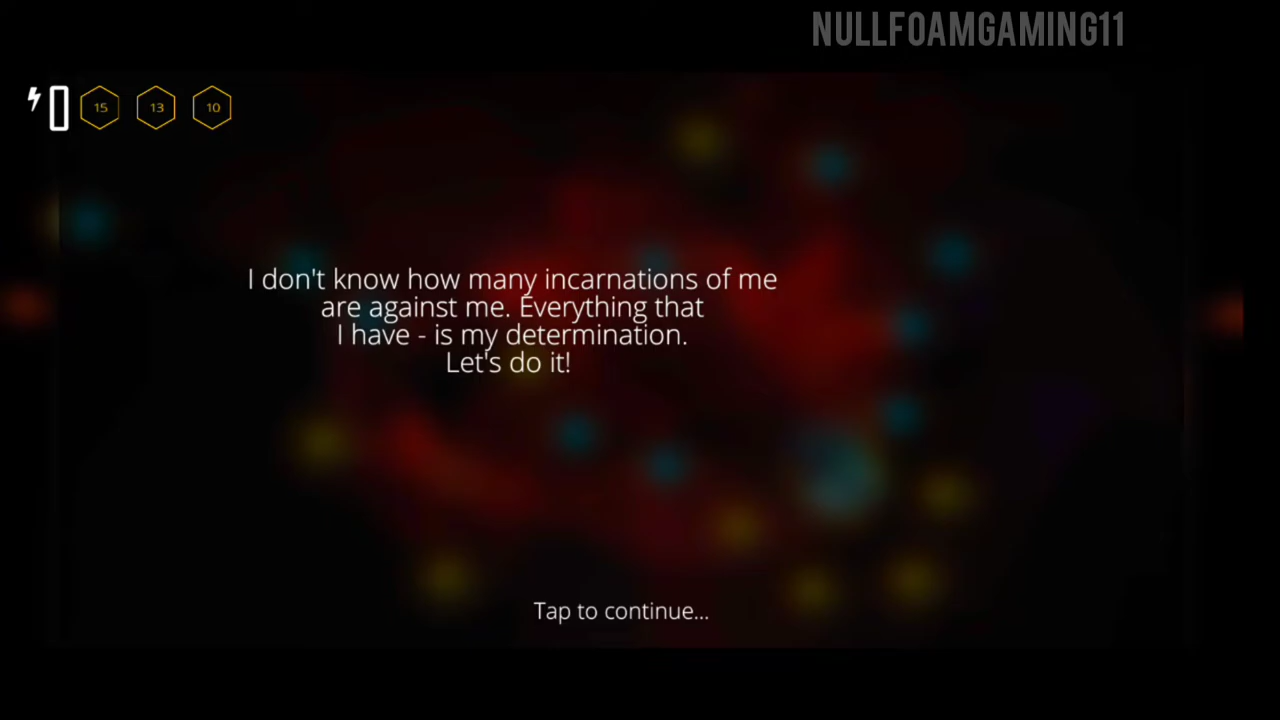 NULLFOAMGAMING11
15 13 10
I don't know how many incarnations of me
are against me. Everything that
I have - is my determination.
Let's do it!
Tap to continue...